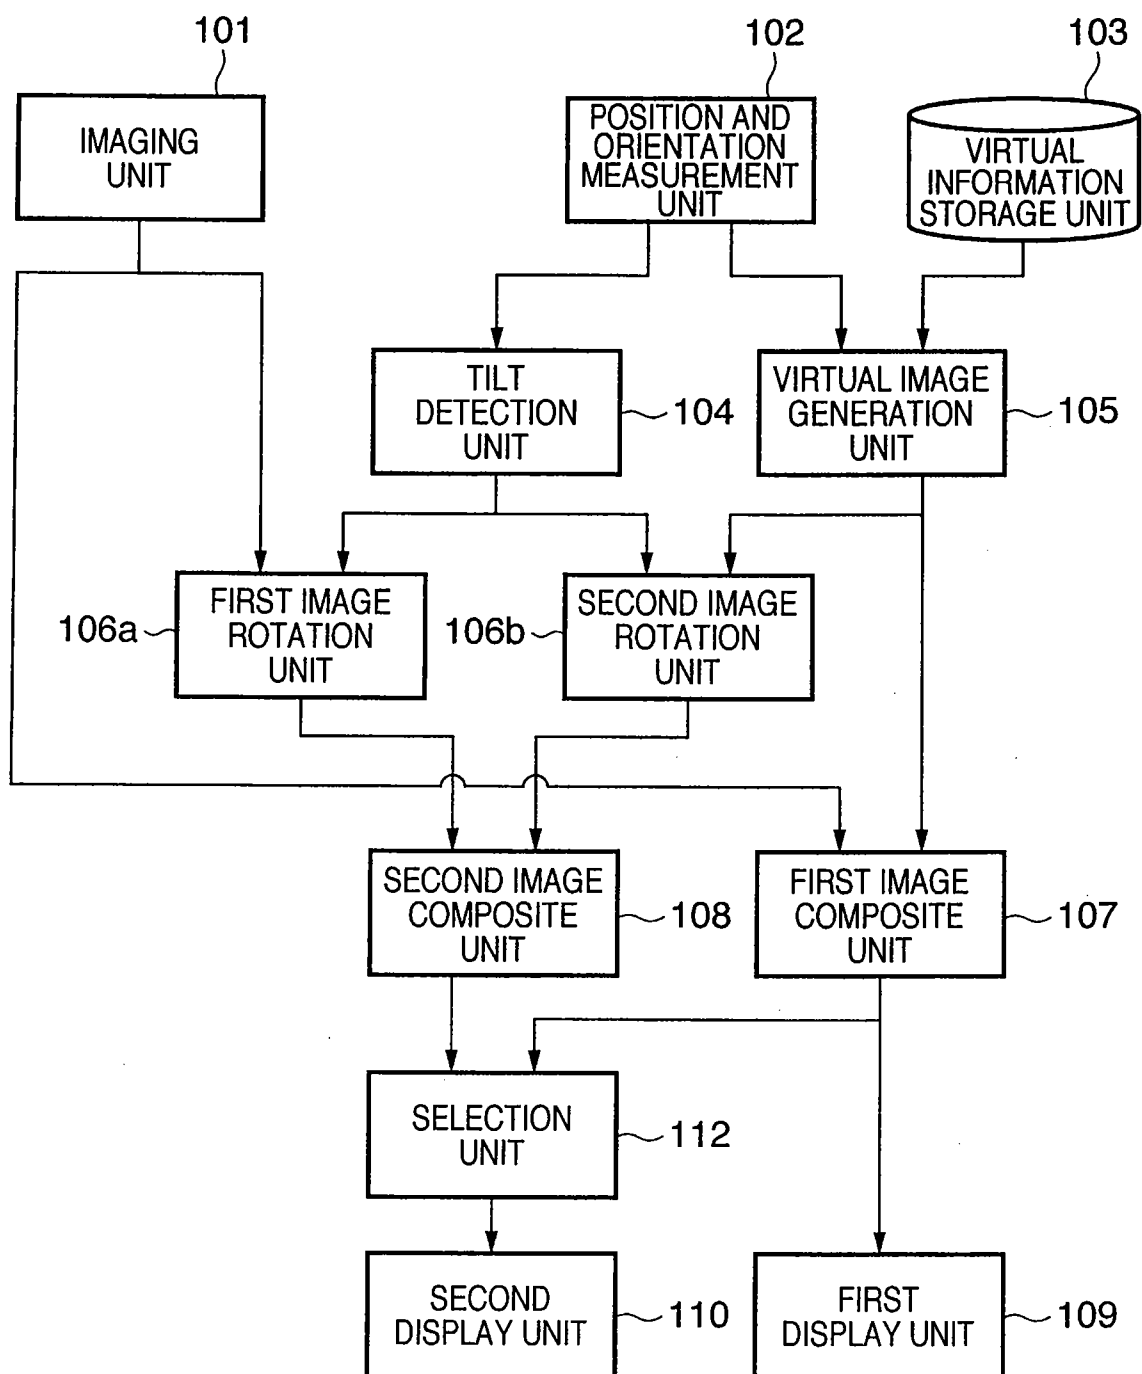 101
102
103
IMAGING
UNIT
POSITION AND
ORIENTATION
MEASUREMENT
UNIT
VIRTUAL
INFORMATION
STORAGE UNIT
TILT
DETECTION
UNIT
104
VIRTUAL IMAGE
GENERATION
UNIT
105
106a
FIRST IMAGE
ROTATION
UNIT
106b
SECOND IMAGE
ROTATION
UNIT
SECOND IMAGE
COMPOSITE
UNIT
108
FIRST IMAGE
COMPOSITE
UNIT
107
SELECTION
UNIT
112
SECOND
DISPLAY UNIT
110
FIRST
DISPLAY UNIT
109